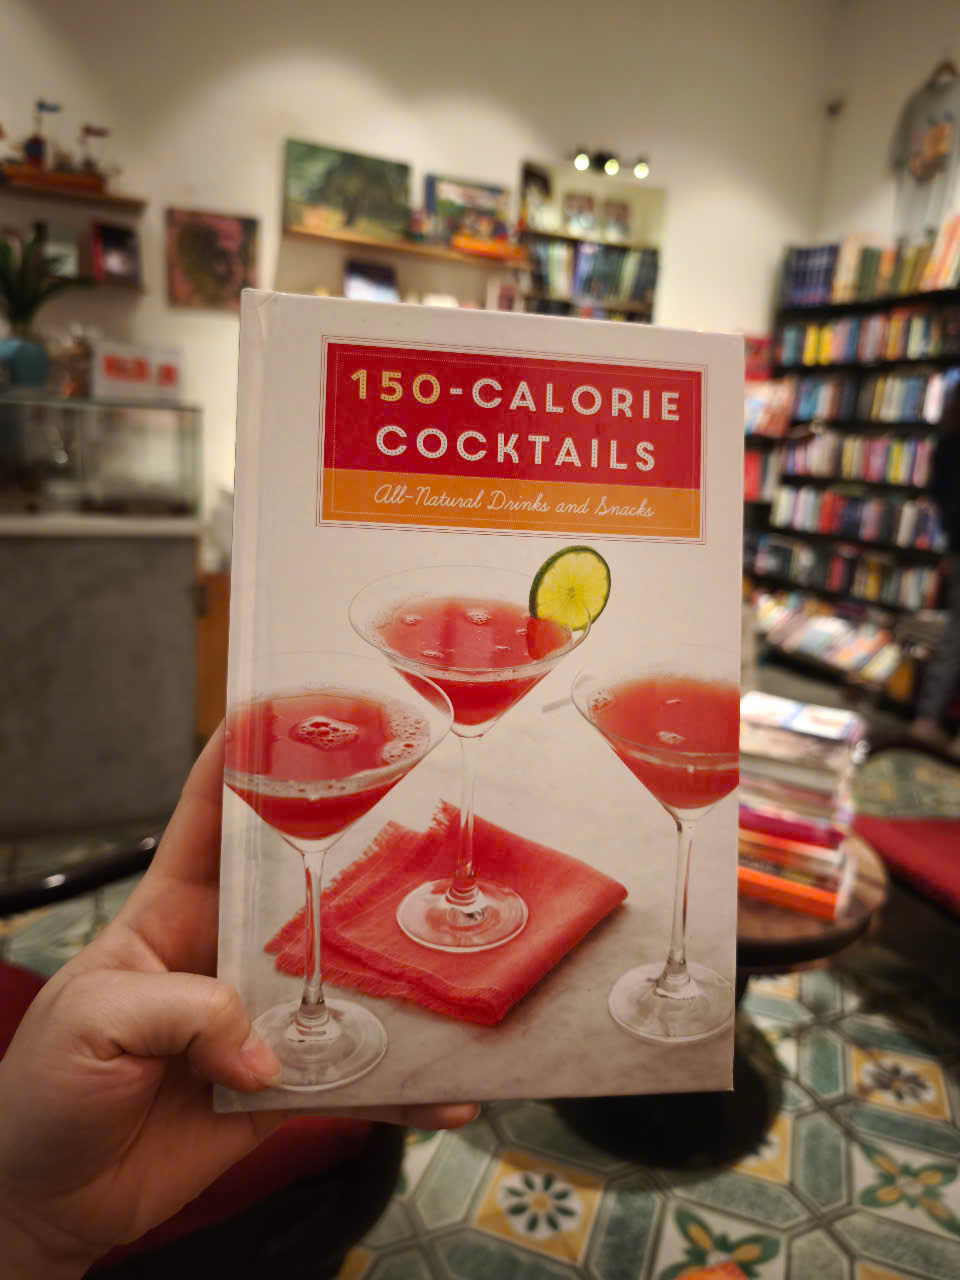 150-CALORIE
COCKTAILS
All-Natural Drinks and Snacks